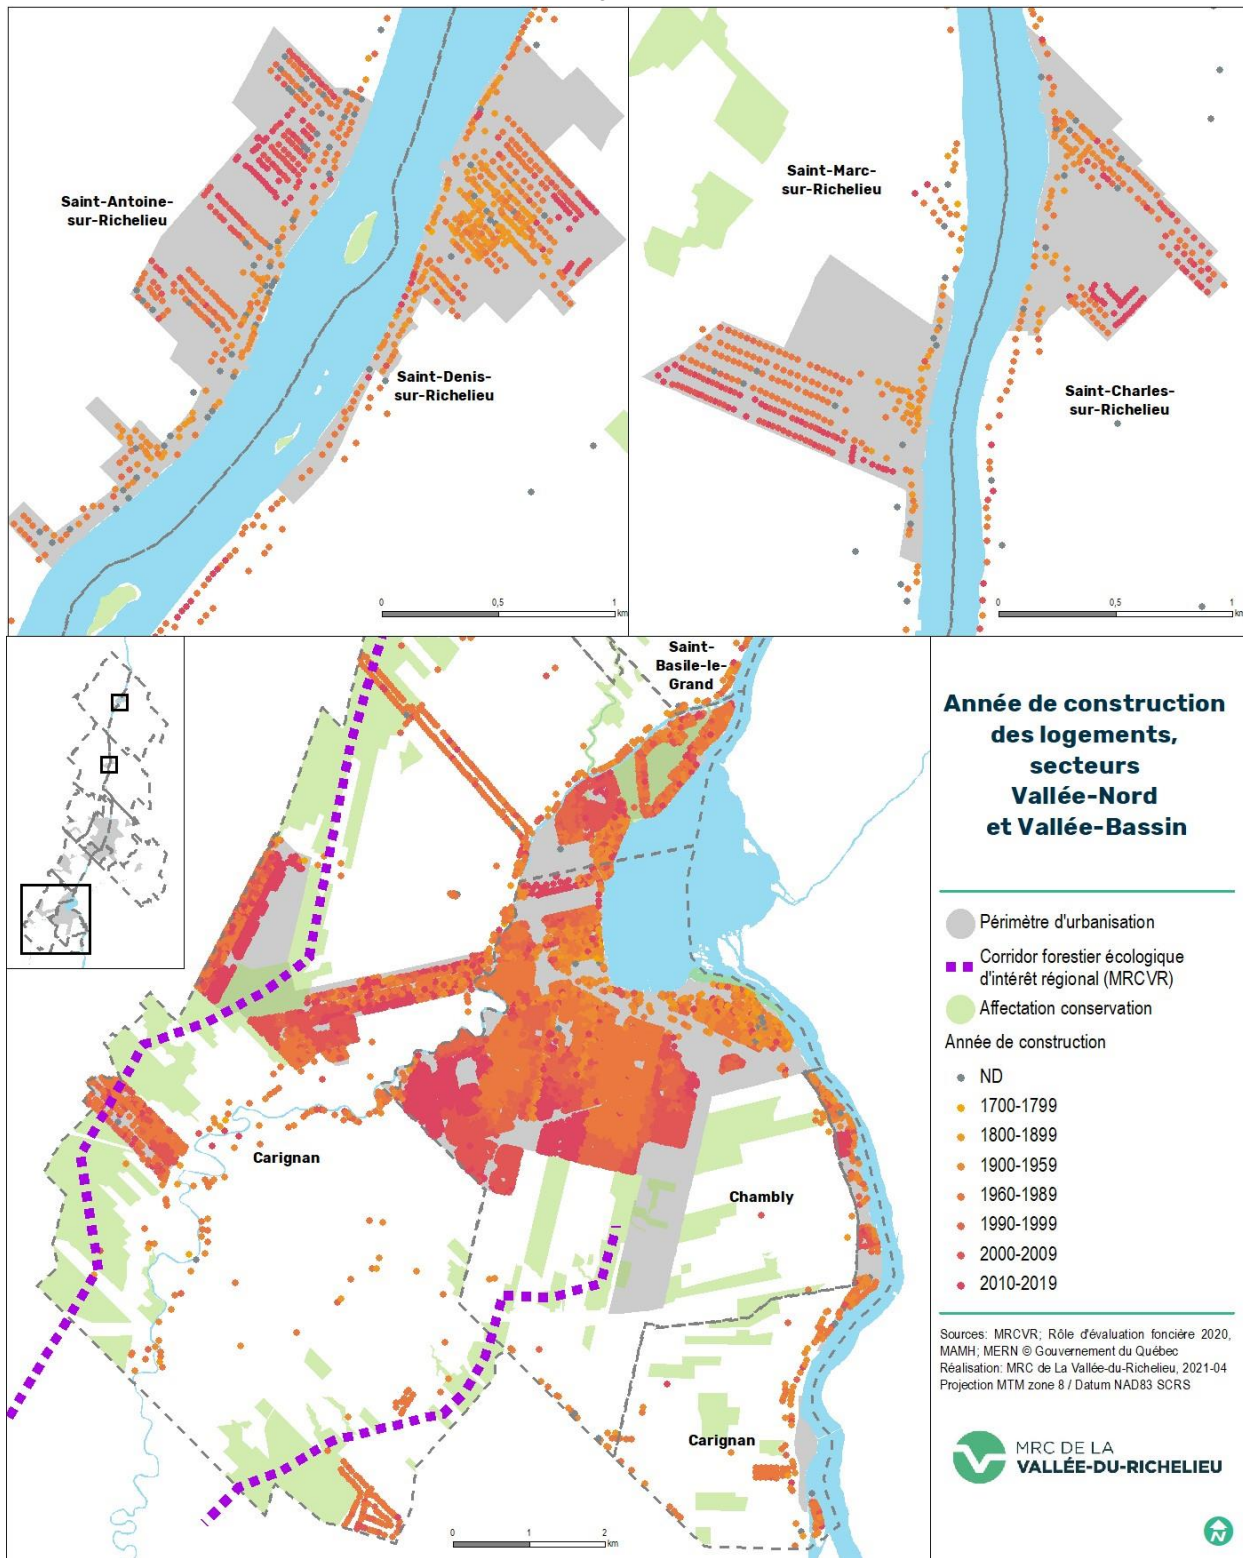 Saint-Antoine-
sur-Richelieu
Saint-Denis-
sur-Richelieu
0 0,5 1
km
Saint-Marc-
sur-Richelieu
Saint-Charles-
sur-Richelieu
0 0,5 1
km
Saint-
Basile-le-
Grand
Carignan
Chambly
Carignan
0 1 2
km
Année de construction
des logements,
secteurs
Vallée-Nord
et Vallée-Bassin
Périmètre d'urbanisation
Corridor forestier écologique
d'intérêt régional (MRCVR)
Affectation conservation
Année de construction
ND
1700-1799
1800-1899
1900-1959
1960-1989
1990-1999
2000-2009
2010-2019
Sources: MRCVR; Rôle d'évaluation foncière 2020,
MAMH; MERN © Gouvernement du Québec
Réalisation: MRC de La Vallée-du-Richelieu, 2021-04
Projection MTM zone 8 / Datum NAD83 SCRS
MRC DE LA
VALLÉE-DU-RICHELIEU
N